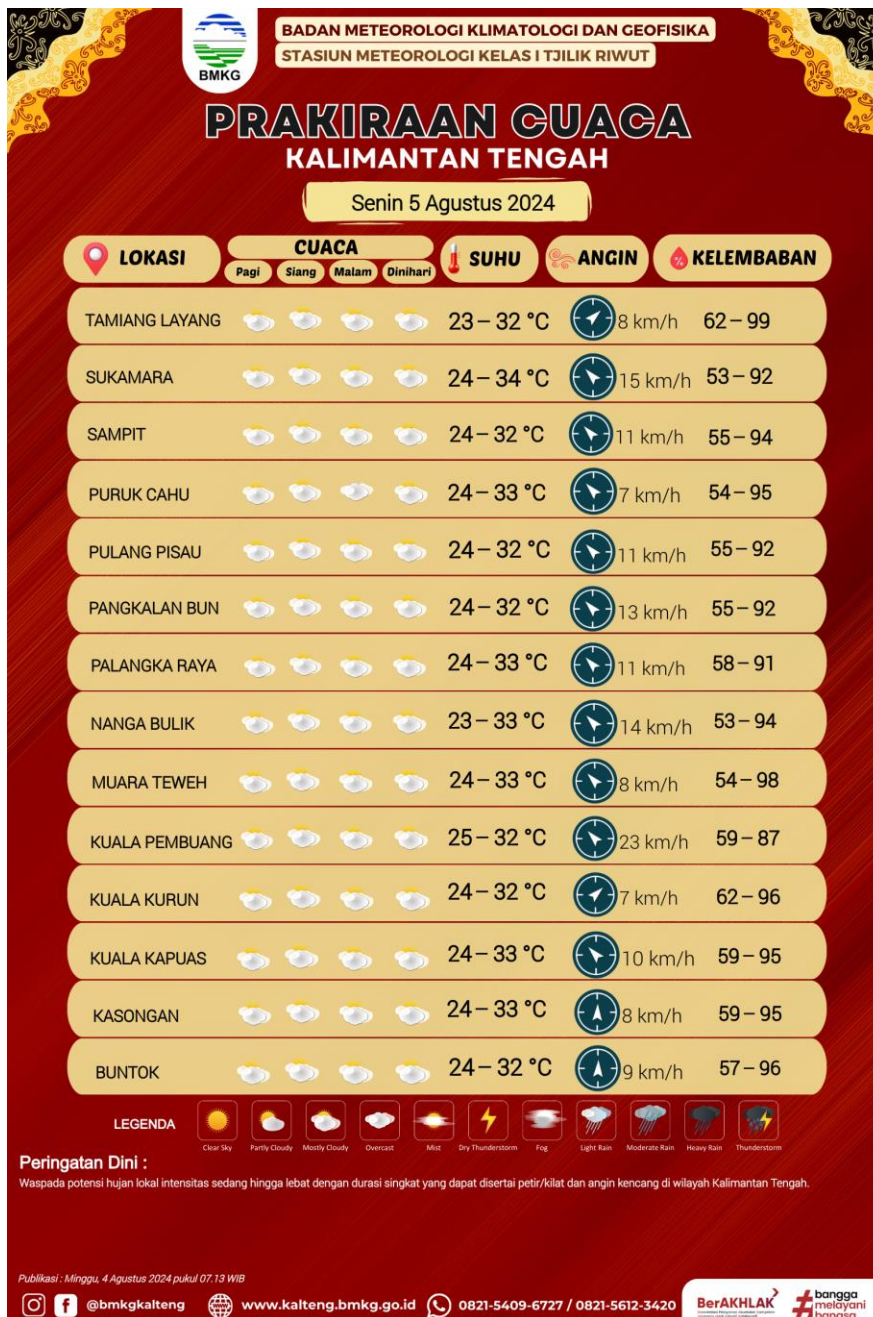 BMKG
BADAN METEOROLOGI KLIMATOLOGI DAN GEOFISIKA
STASIUN METEOROLOGI KELAS I TJILIK RIWUT
PRAKIRAAN CUACA
KALIMANTAN TENGAH
Senin 5 Agustus 2024
LOKASI CUACA SUHU ANGIN % KELEMBABAN
Pagi Siang Malam Dinihari
TAMIANG LAYANG 23 – 32 °C 8 km/h 62 – 99
SUKAMARA 24 – 34 °C 15 km/h 53 – 92
SAMPIT 24 – 32 °C 11 km/h 55 – 94
PURUK CAHU 24 – 33 °C 7 km/h 54 – 95
PULANG PISAU 24 – 32 °C 11 km/h 55 – 92
PANGKALAN BUN 24 – 32 °C 13 km/h 55 – 92
PALANGKA RAYA 24 – 33 °C 11 km/h 58 – 91
NANGA BULIK 23 – 33 °C 14 km/h 53 – 94
MUARA TEWEH 24 – 33 °C 8 km/h 54 – 98
KUALA PEMBUANG 25 – 32 °C 23 km/h 59 – 87
KUALA KURUN 24 – 32 °C 7 km/h 62 – 96
KUALA KAPUAS 24 – 33 °C 10 km/h 59 – 95
KASONGAN 24 – 33 °C 8 km/h 59 – 95
BUNTOK 24 – 32 °C 9 km/h 57 – 96
LEGENDA
Clear Sky Partly Cloudy Mostly Cloudy Overcast Mist Dry Thunderstorm Fog Light Rain Moderate Rain Heavy Rain Thunderstorm
Peringatan Dini :
Waspada potensi hujan lokal intensitas sedang hingga lebat dengan durasi singkat yang dapat disertai petir/kilat dan angin kencang di wilayah Kalimantan Tengah.
Publikasi : Minggu, 4 Agustus 2024 pukul 07.13 WIB
@bmkgkalteng www.kalteng.bmkg.go.id 0821-5409-6727 / 0821-5612-3420
BerAKHLAK
#bangga
melayani
bangsa